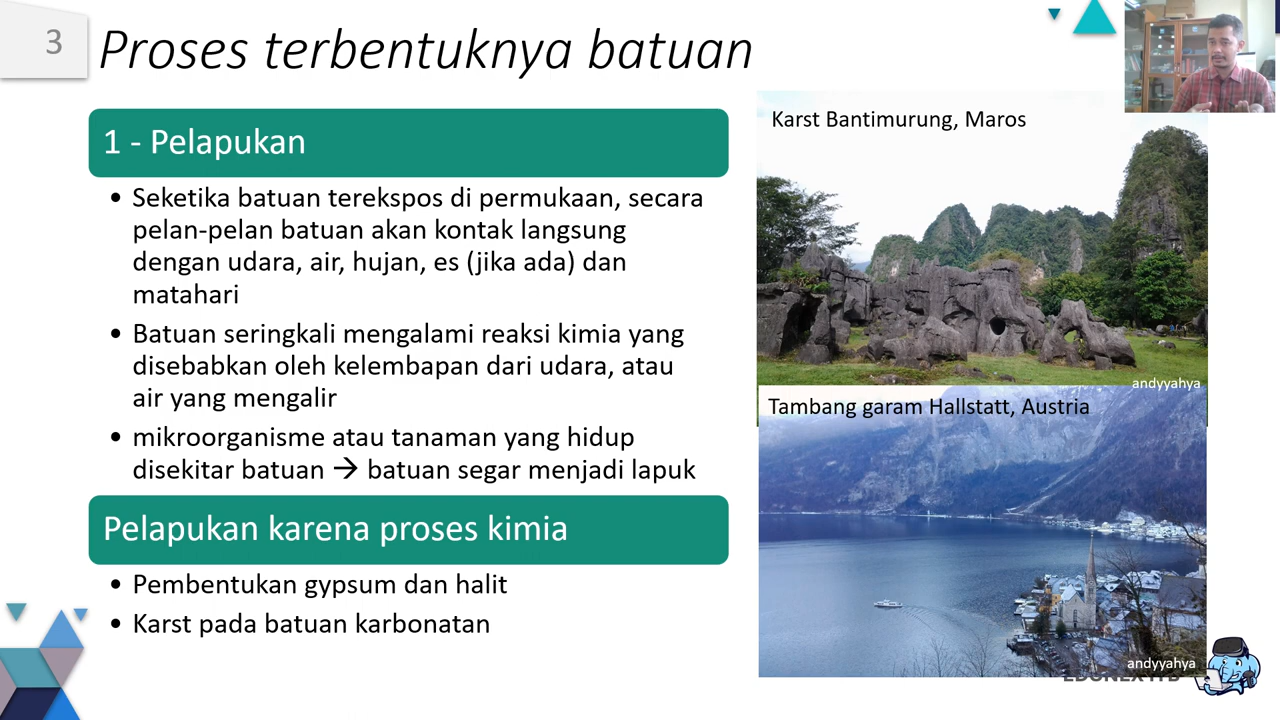 3
Proses terbentuknya batuan
1 - Pelapukan
• Seketika batuan terekspos di permukaan, secara
pelan-pelan batuan akan kontak langsung
dengan udara, air, hujan, es (jika ada) dan
matahari
• Batuan seringkali mengalami reaksi kimia yang
disebabkan oleh kelembapan dari udara, atau
air yang mengalir
• mikroorganisme atau tanaman yang hidup
disekitar batuan → batuan segar menjadi lapuk
Pelapukan karena proses kimia
• Pembentukan gypsum dan halit
• Karst pada batuan karbonatan
Karst Bantimurung, Maros
andyyahya
Tambang garam Hallstatt, Austria
andyyahya